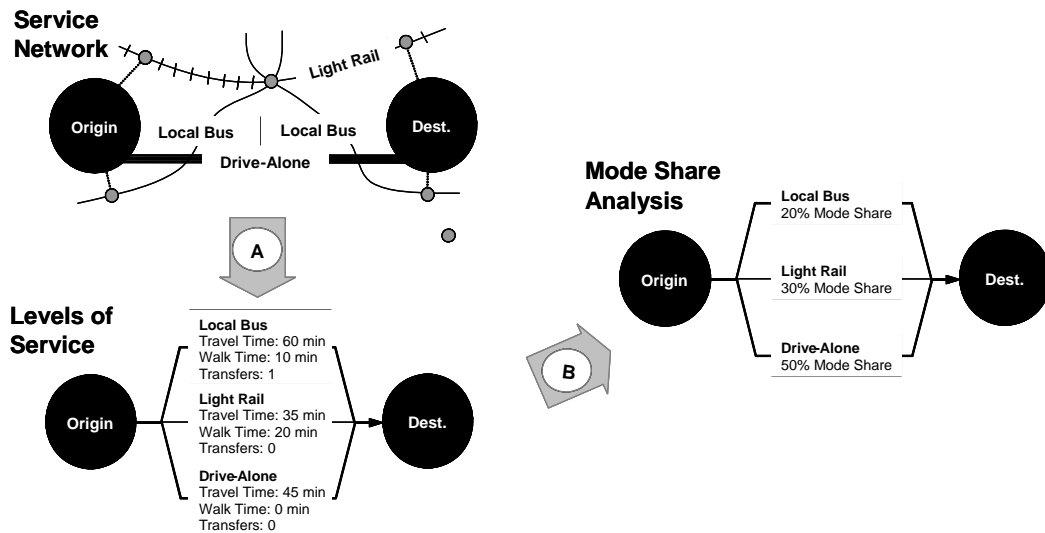 Service
Network
Light Rail
Origin
Local Bus
Local Bus
Dest.
Drive-Alone
A
Levels of
Service
Local Bus
Travel Time: 60 min
Walk Time: 10 min
Transfers: 1
Origin
Light Rail
Travel Time: 35 min
Walk Time: 20 min
Transfers: 0
Dest.
Drive-Alone
Travel Time: 45 min
Walk Time: 0 min
Transfers: 0
B
Mode Share
Analysis
Local Bus
20% Mode Share
Origin
Light Rail
30% Mode Share
Dest.
Drive-Alone
50% Mode Share